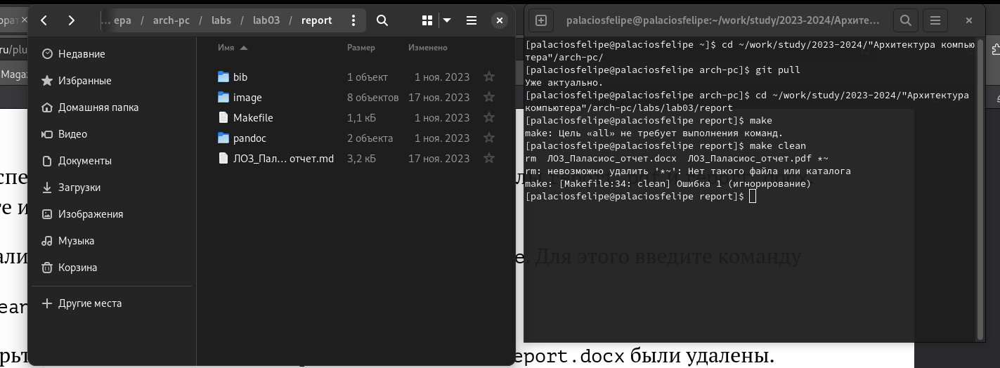 … epa / arch-pc / labs / lab03 / report
palaciosfelipe@palaciosfelipe:~/work/study/2023-2024/Архите…
Недавние
Избранные
Домашняя папка
Видео
Документы
Загрузки
Изображения
Музыка
Корзина
Другие места
Имя Размер Изменено
bib 1 объект 1 ноя. 2023
image 8 объектов 17 ноя. 2023
Makefile 1,1 кБ 1 ноя. 2023
pandoc 2 объекта 1 ноя. 2023
ЛО3_Пал… отчет.md 3,2 кБ 17 ноя. 2023
[palaciosfelipe@palaciosfelipe ~]$ cd ~/work/study/2023-2024/"Архитектура компью
тера"/arch-pc/
[palaciosfelipe@palaciosfelipe arch-pc]$ git pull
Уже актуально.
[palaciosfelipe@palaciosfelipe arch-pc]$ cd ~/work/study/2023-2024/"Архитектура
компьютера"/arch-pc/labs/lab03/report
[palaciosfelipe@palaciosfelipe report]$ make
make: Цель «all» не требует выполнения команд.
[palaciosfelipe@palaciosfelipe report]$ make clean
rm  ЛО3_Паласиос_отчет.docx  ЛО3_Паласиос_отчет.pdf *~
rm: невозможно удалить '*~': Нет такого файла или каталога
make: [Makefile:34: clean] Ошибка 1 (игнорирование)
[palaciosfelipe@palaciosfelipe report]$
e. Для этого введите команду
eport.docx были удалены.